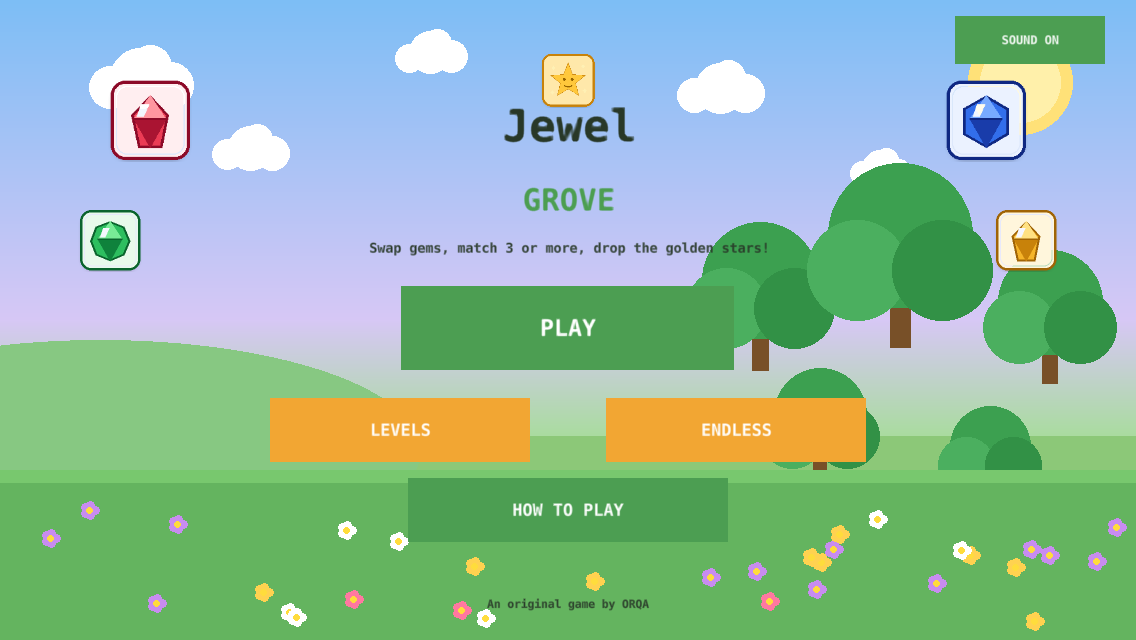 SOUND ON
Jewel
GROVE
Swap gems, match 3 or more, drop the golden stars!
PLAY
LEVELS
ENDLESS
HOW TO PLAY
An original game by ORQA